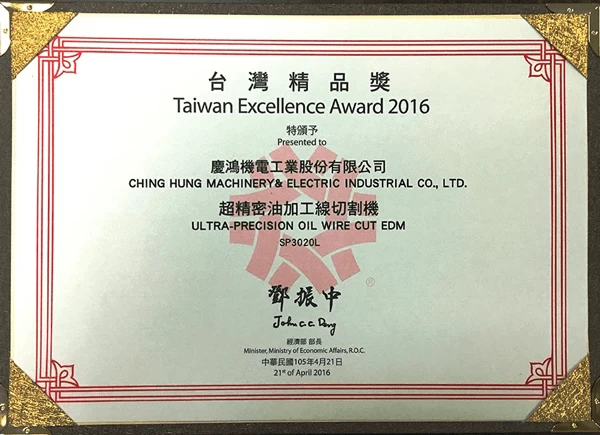 台灣精品獎
Taiwan Excellence Award 2016
特頒予
Presented to
慶鴻機電工業股份有限公司
CHING HUNG MACHINERY& ELECTRIC INDUSTRIAL CO., LTD.
超精密油加工線切割機
ULTRA-PRECISION OIL WIRE CUT EDM
SP3020L
®
鄧振中
John C.C. Deng
經濟部 部長
Minister, Ministry of Economic Affairs, R.O.C.
中華民國105年4月21日
21st of April 2016